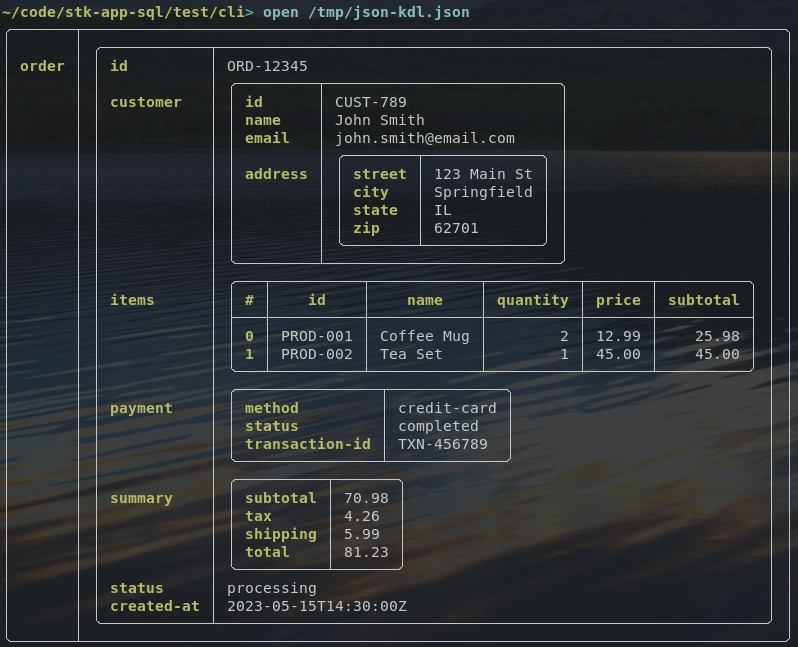 ~/code/stk-app-sql/test/cli> open /tmp/json-kdl.json
order id ORD-12345
customer id CUST-789
name John Smith
email john.smith@email.com
address street 123 Main St
city Springfield
state IL
zip 62701
items # id name quantity price subtotal
0 PROD-001 Coffee Mug 2 12.99 25.98
1 PROD-002 Tea Set 1 45.00 45.00
payment method credit-card
status completed
transaction-id TXN-456789
summary subtotal 70.98
tax 4.26
shipping 5.99
total 81.23
status processing
created-at 2023-05-15T14:30:00Z